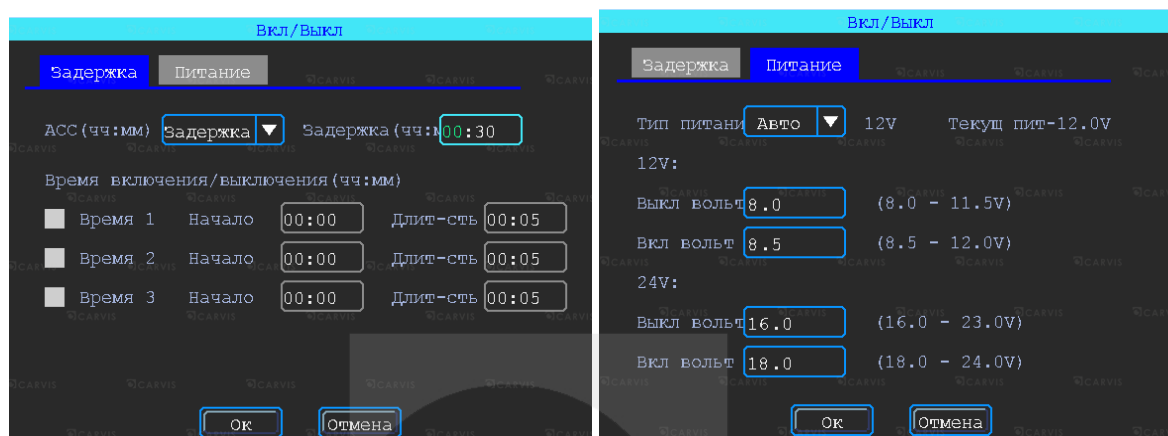 Вкл/Выкл
Задержка Питание
ACC(чч:мм) Задержка Задержка(чч:м 00:30
Время включения/выключения(чч:мм)
Время 1 Начало 00:00 Длит-сть 00:05
Время 2 Начало 00:00 Длит-сть 00:05
Время 3 Начало 00:00 Длит-сть 00:05
Ок Отмена
Вкл/Выкл
Задержка Питание
Тип питани Авто 12V Текущ пит-12.0V
12V:
Выкл вольт 8.0 (8.0 - 11.5V)
Вкл вольт 8.5 (8.5 - 12.0V)
24V:
Выкл вольт 16.0 (16.0 - 23.0V)
Вкл вольт 18.0 (18.0 - 24.0V)
Ок Отмена
CARVIS